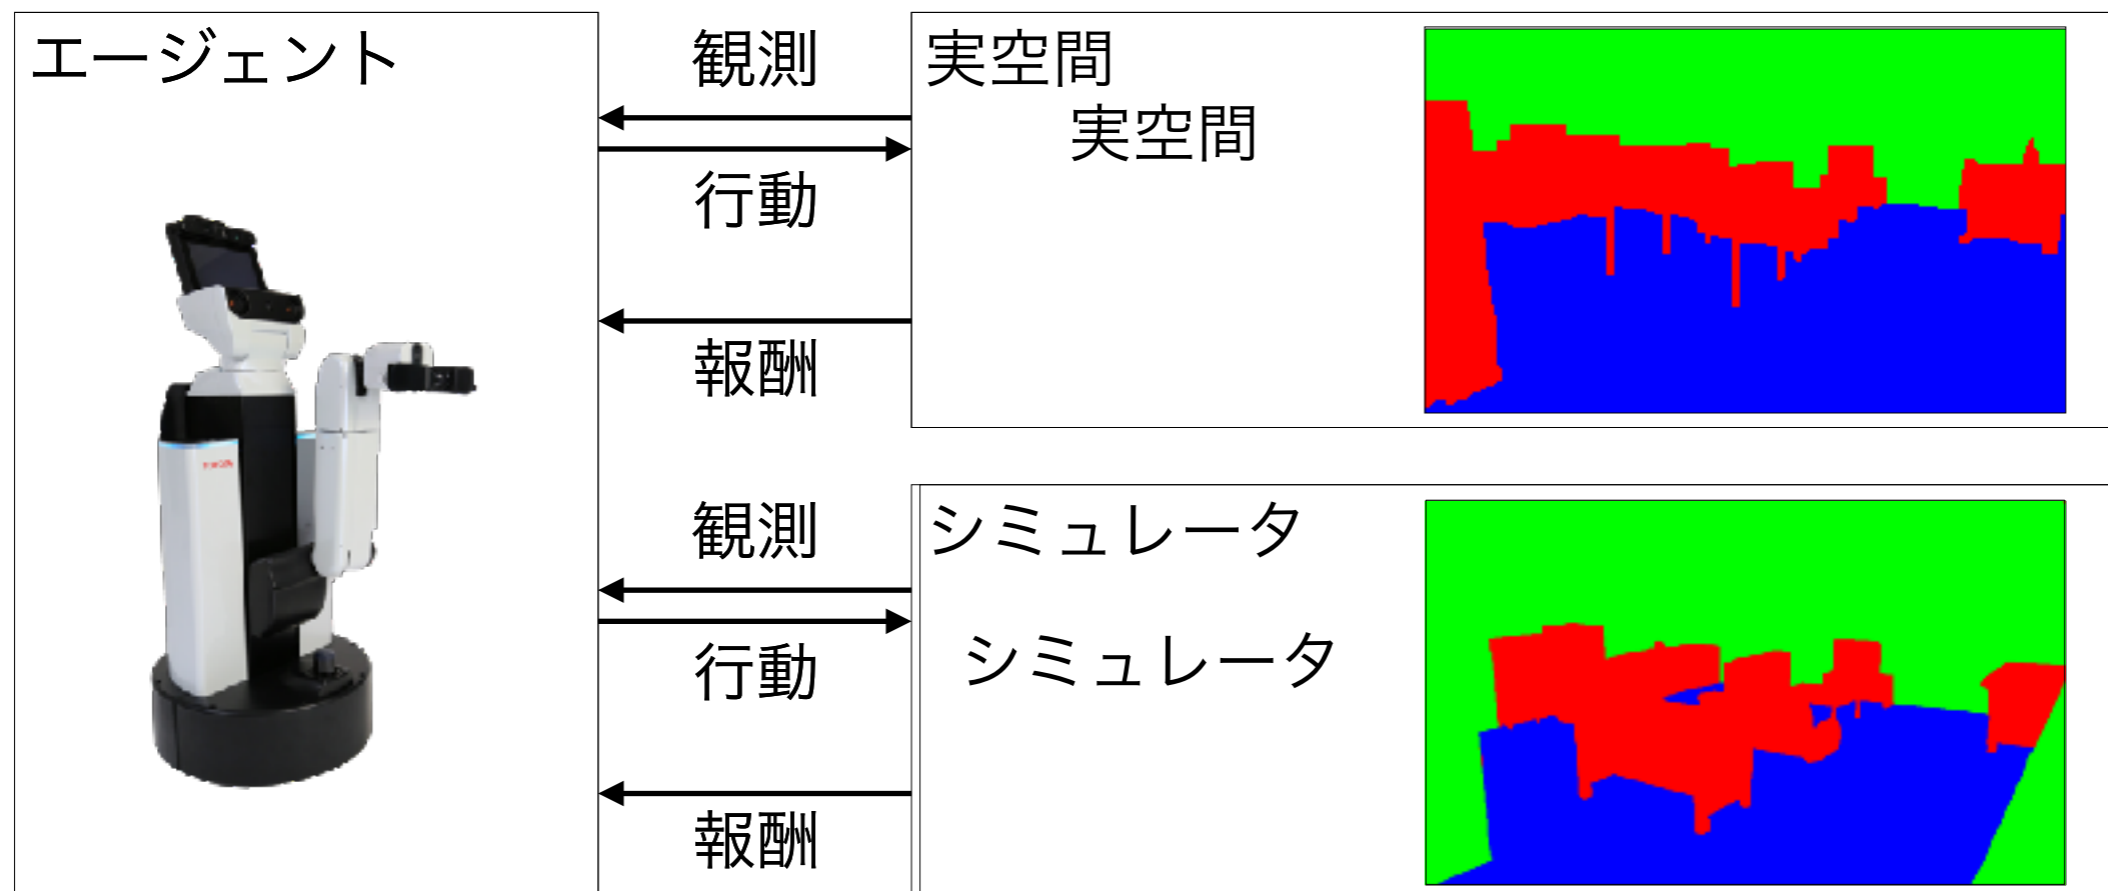 エージェント
観測
行動
報酬
実空間
実空間
観測
行動
報酬
シミュレータ
シミュレータ